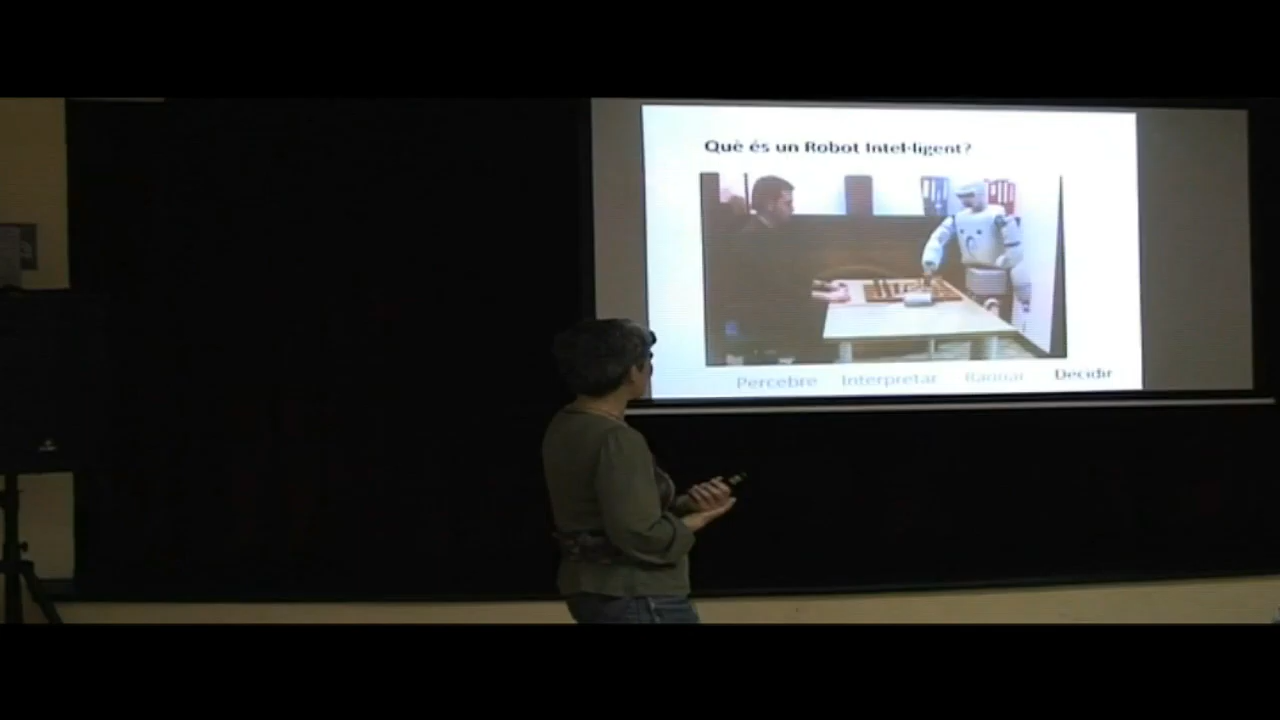 Què és un Robot Intel·ligent?
Percebre Interpretar Raonar Decidir